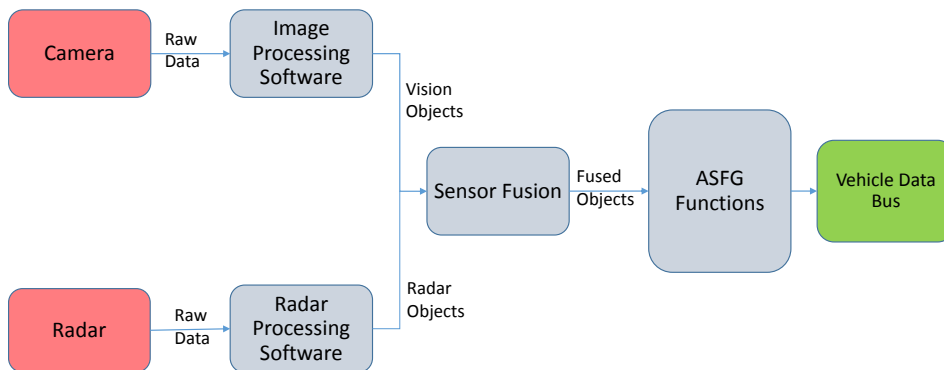 Camera
Raw
Data
Image
Processing
Software
Vision
Objects
Sensor Fusion
Fused
Objects
ASFG
Functions
Vehicle Data
Bus
Radar
Objects
Radar
Raw
Data
Radar
Processing
Software